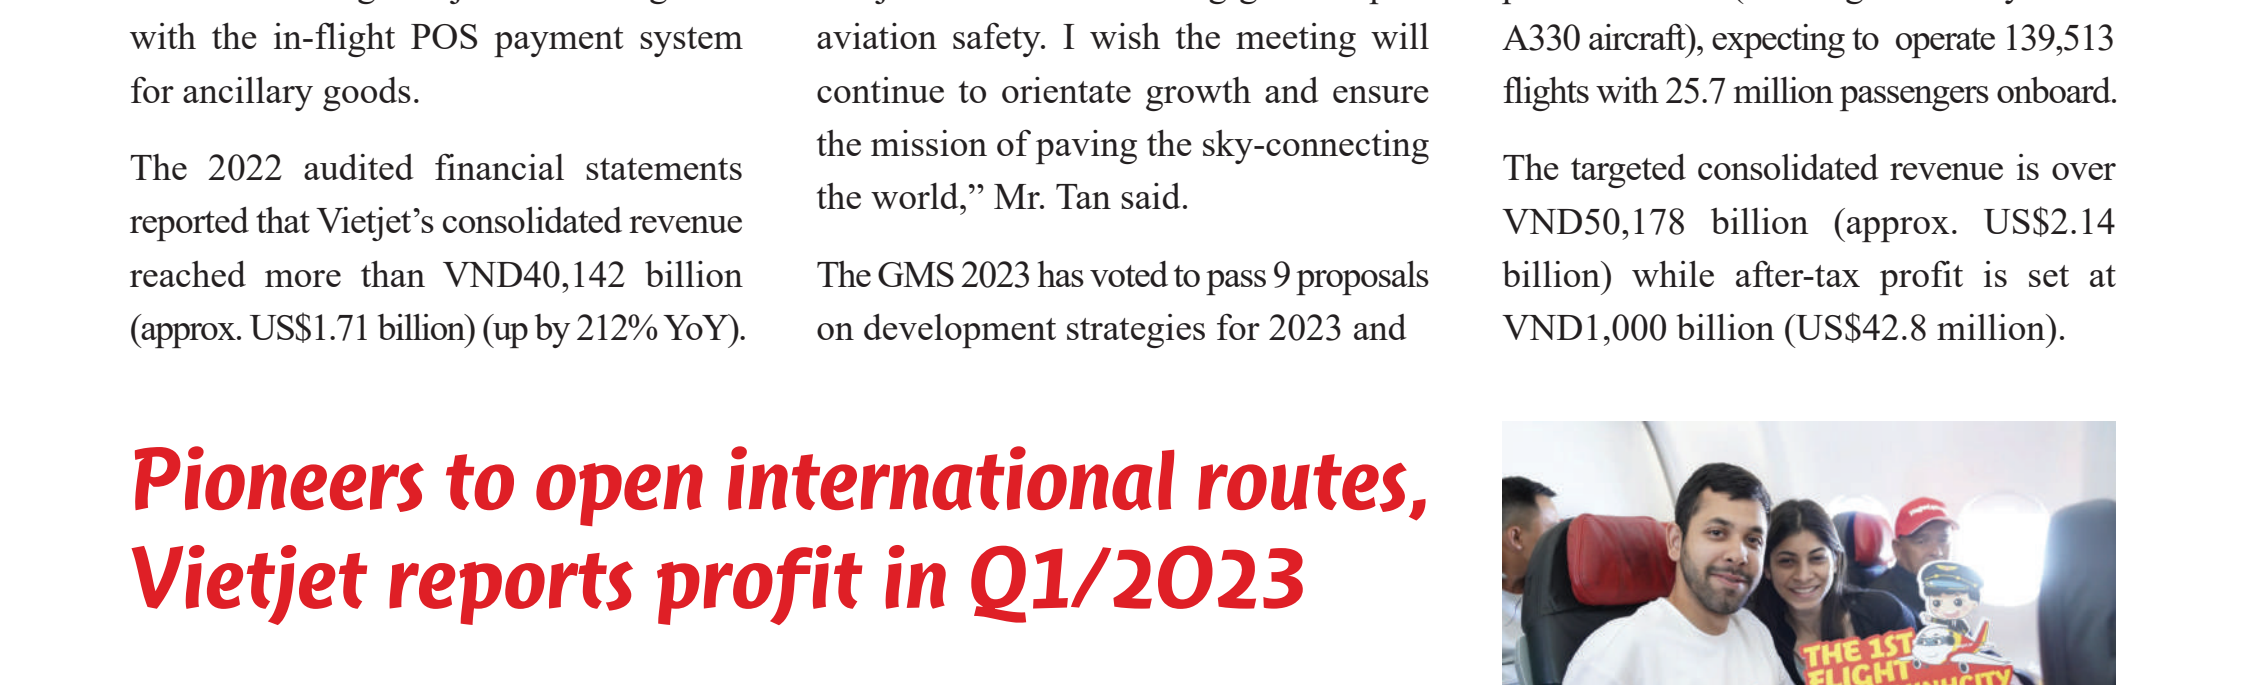 with the in-flight POS payment system
for ancillary goods.
The 2022 audited financial statements
reported that Vietjet’s consolidated revenue
reached more than VND40,142 billion
(approx. US$1.71 billion) (up by 212% YoY).
aviation safety. I wish the meeting will
continue to orientate growth and ensure
the mission of paving the sky-connecting
the world,” Mr. Tan said.
The GMS 2023 has voted to pass 9 proposals
on development strategies for 2023 and
A330 aircraft), expecting to operate 139,513
flights with 25.7 million passengers onboard.
The targeted consolidated revenue is over
VND50,178 billion (approx. US$2.14
billion) while after-tax profit is set at
VND1,000 billion (US$42.8 million).
Pioneers to open international routes,
Vietjet reports profit in Q1/2023
THE 1ST
FLIGHT